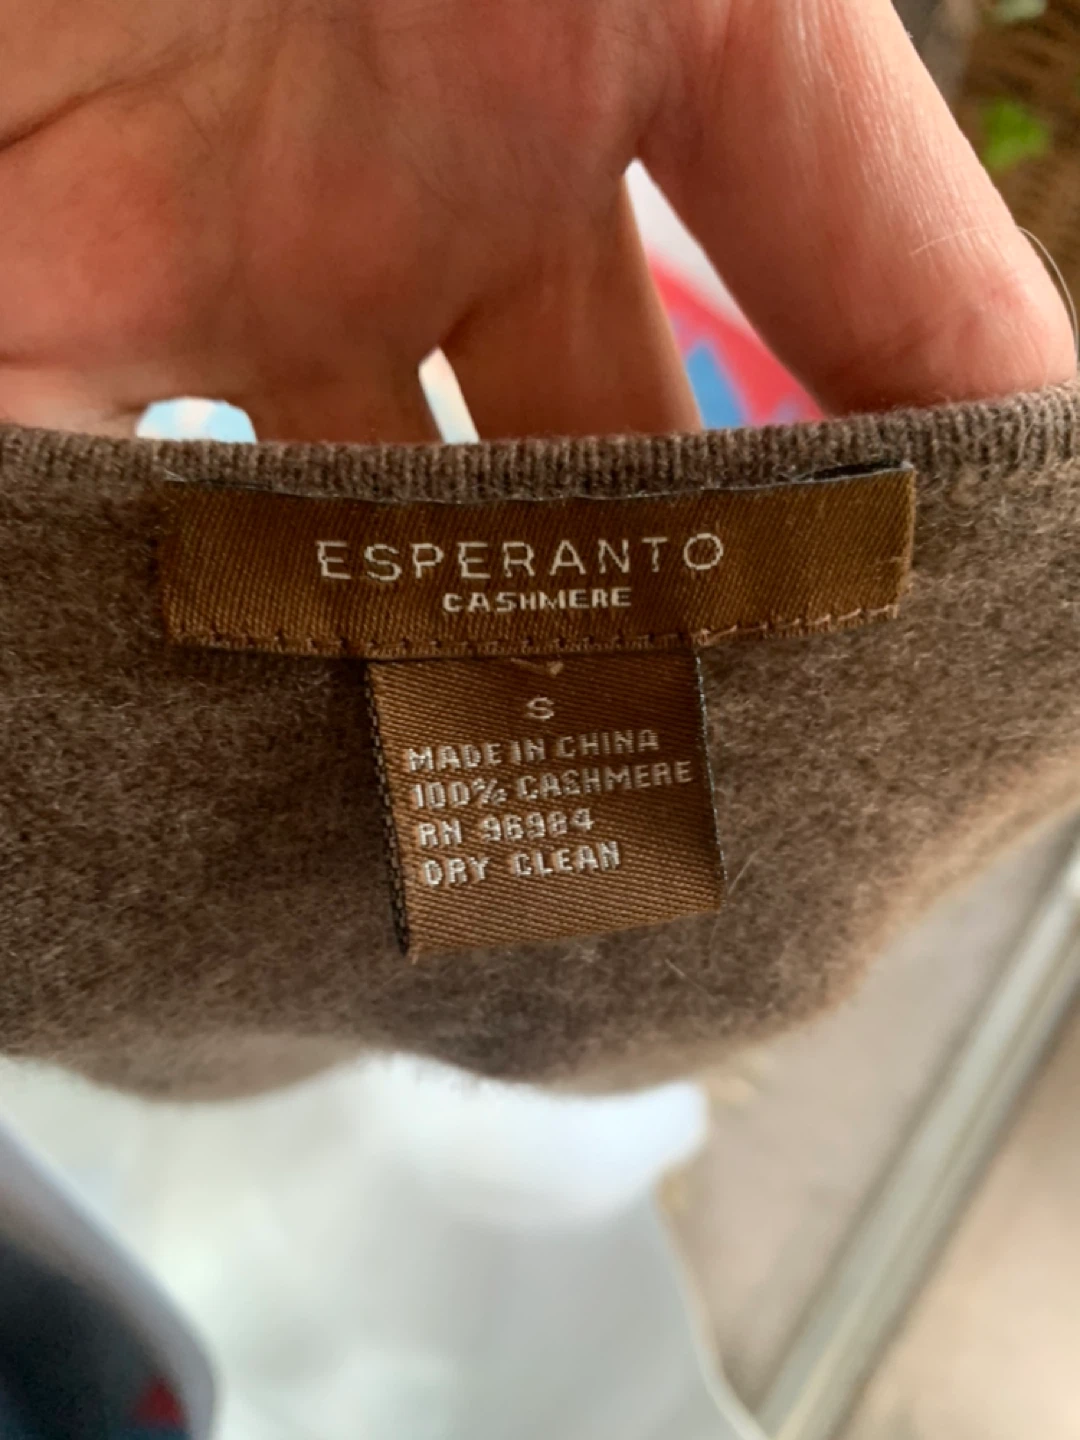 ESPERANTO
CASHMERE
S
MADE IN CHINA
100% CASHMERE
RN 96984
DRY CLEAN